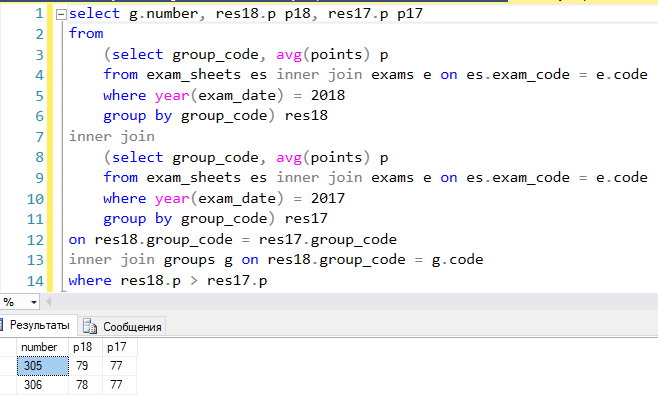 1 select g.number, res18.p p18, res17.p p17
2 from
3 (select group_code, avg(points) p
4 from exam_sheets es inner join exams e on es.exam_code = e.code
5 where year(exam_date) = 2018
6 group by group_code) res18
7 inner join
8 (select group_code, avg(points) p
9 from exam_sheets es inner join exams e on es.exam_code = e.code
10 where year(exam_date) = 2017
11 group by group_code) res17
12 on res18.group_code = res17.group_code
13 inner join groups g on res18.group_code = g.code
14 where res18.p > res17.p
%
Результаты Сообщения
number p18 p17
305 79 77
306 78 77